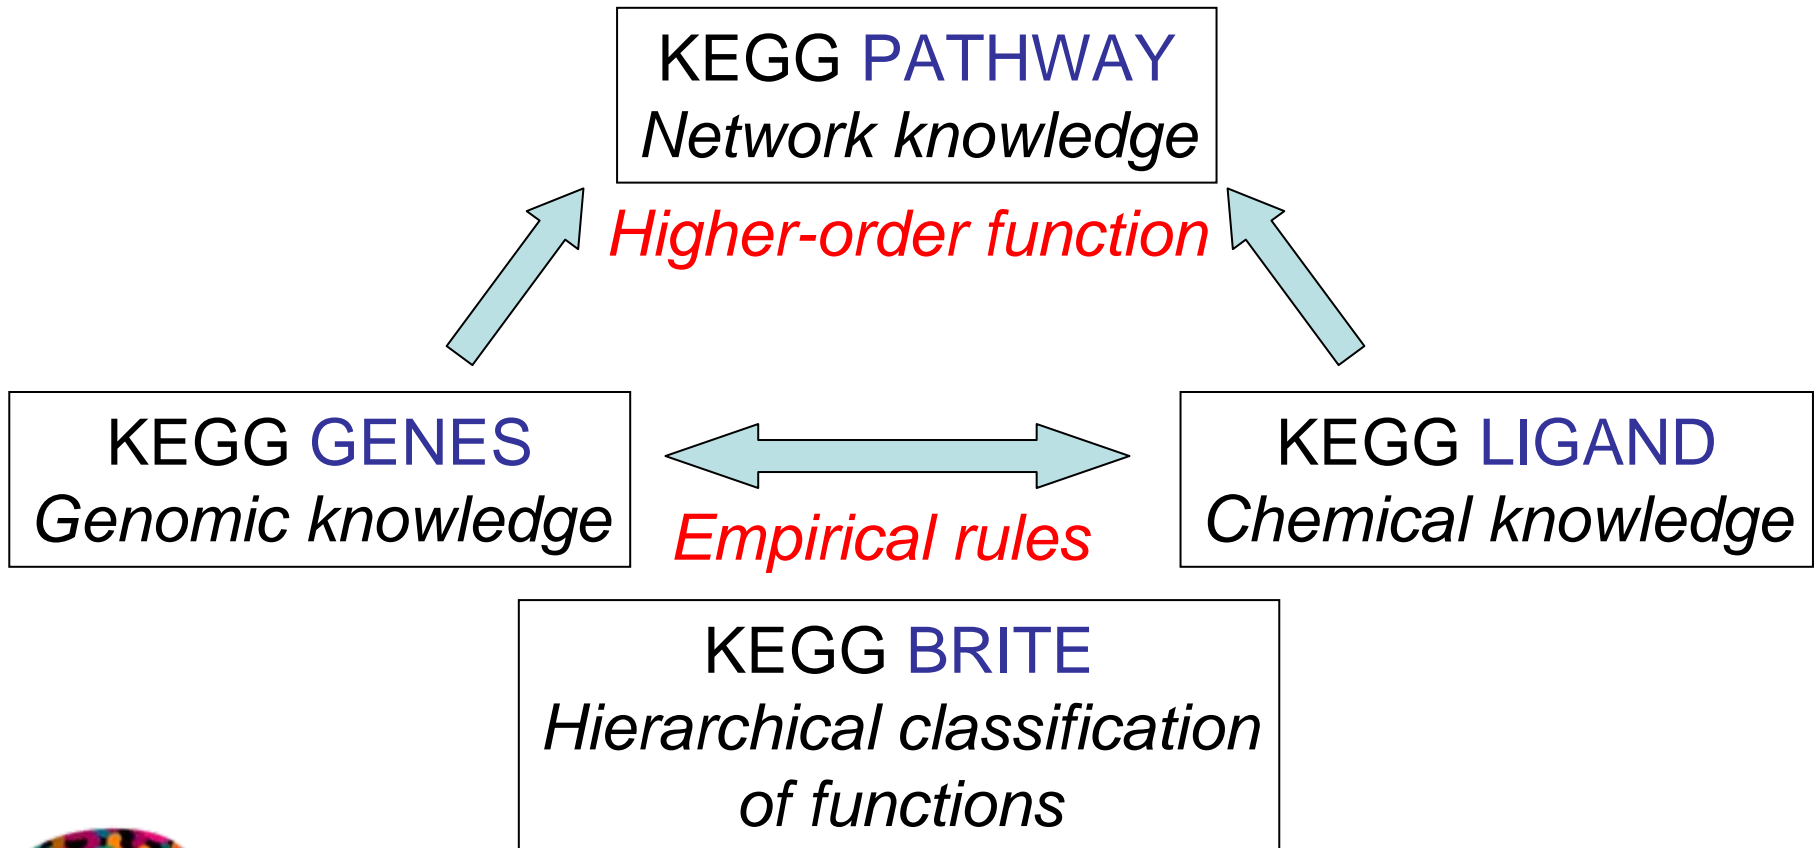 KEGG PATHWAY
Network knowledge
Higher-order function
KEGG GENES
Genomic knowledge
KEGG LIGAND
Chemical knowledge
Empirical rules
KEGG BRITE
Hierarchical classification
of functions